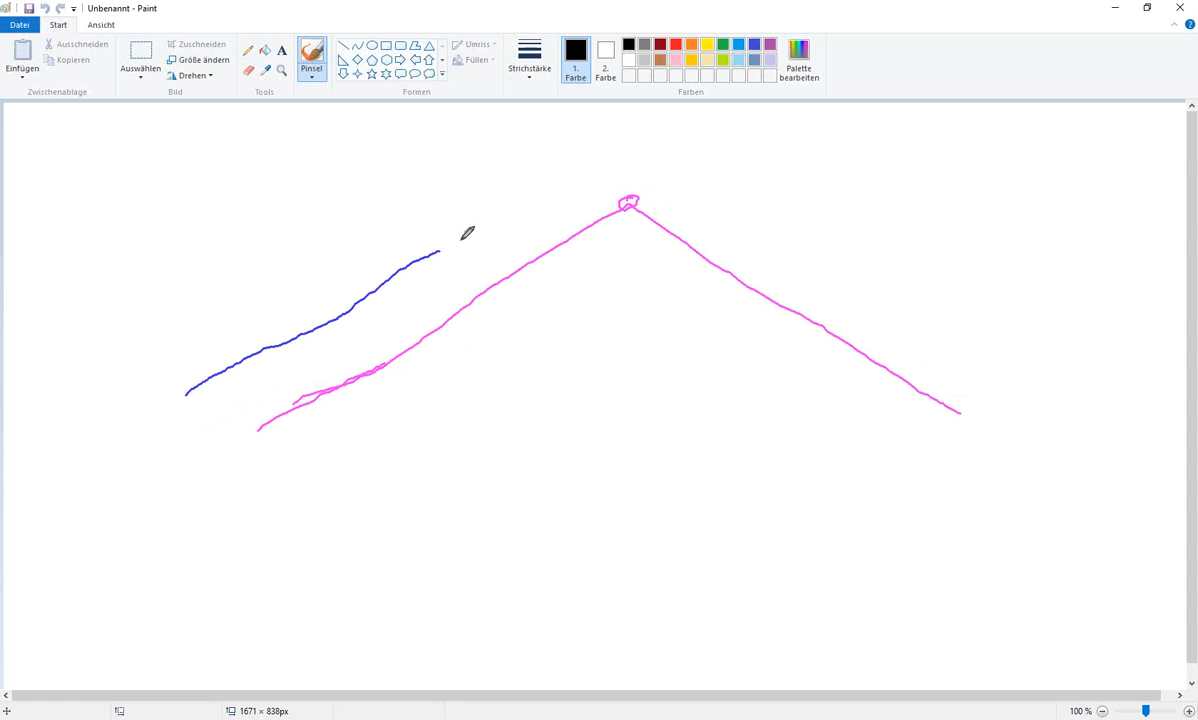 Unbenannt - Paint
Datei Start Ansicht
Einfügen
Ausschneiden
Kopieren
Zwischenablage
Auswählen
Zuschneiden
Größe ändern
Drehen
Bild
A
Tools
Pinsel
Formen
Umriss
Füllen
Strichstärke
1. Farbe
2. Farbe
Palette bearbeiten
Farben
1671 × 838px
100 %